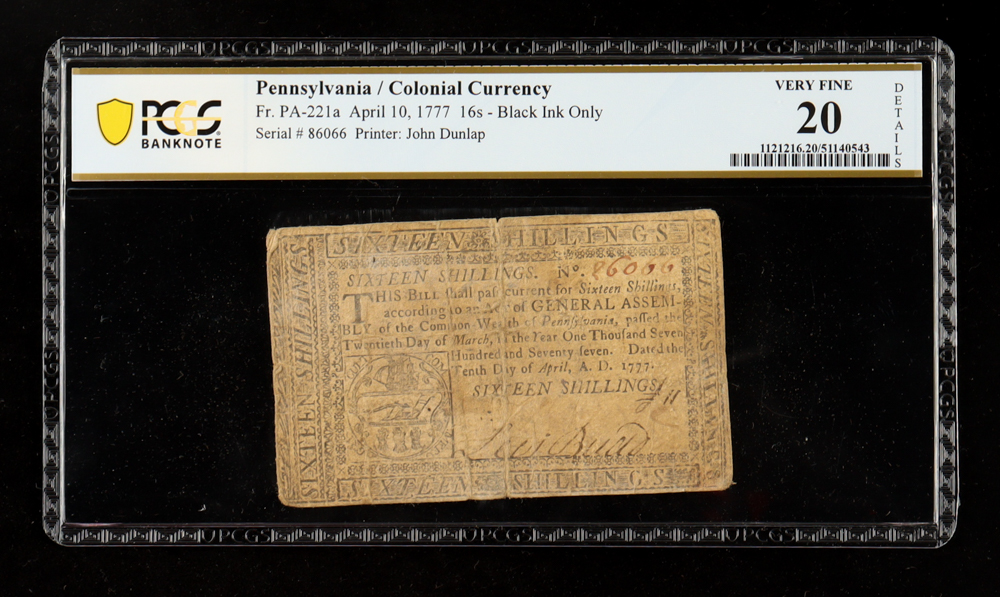 PCGS
BANKNOTE
Pennsylvania / Colonial Currency
Fr. PA-221a April 10, 1777 16s - Black Ink Only
Serial # 86066 Printer: John Dunlap
VERY FINE
20
1121216.20/51140543
DETAILS
SIXTEEN SHILLINGS
SIXTEEN SHILLINGS. No. 86066
THIS BILL shall pass current for Sixteen Shillings,
according to an Act of GENERAL ASSEM-
BLY of the Common Wealth of Pennsylvania, passed the
Twentieth Day of March, in the Year One Thousand Seven
Hundred and Seventy seven. Dated the
Tenth Day of April, A. D. 1777.
SIXTEEN SHILLINGS.
SIXTEEN SHILLINGS
SIXTEEN SHILLINGS